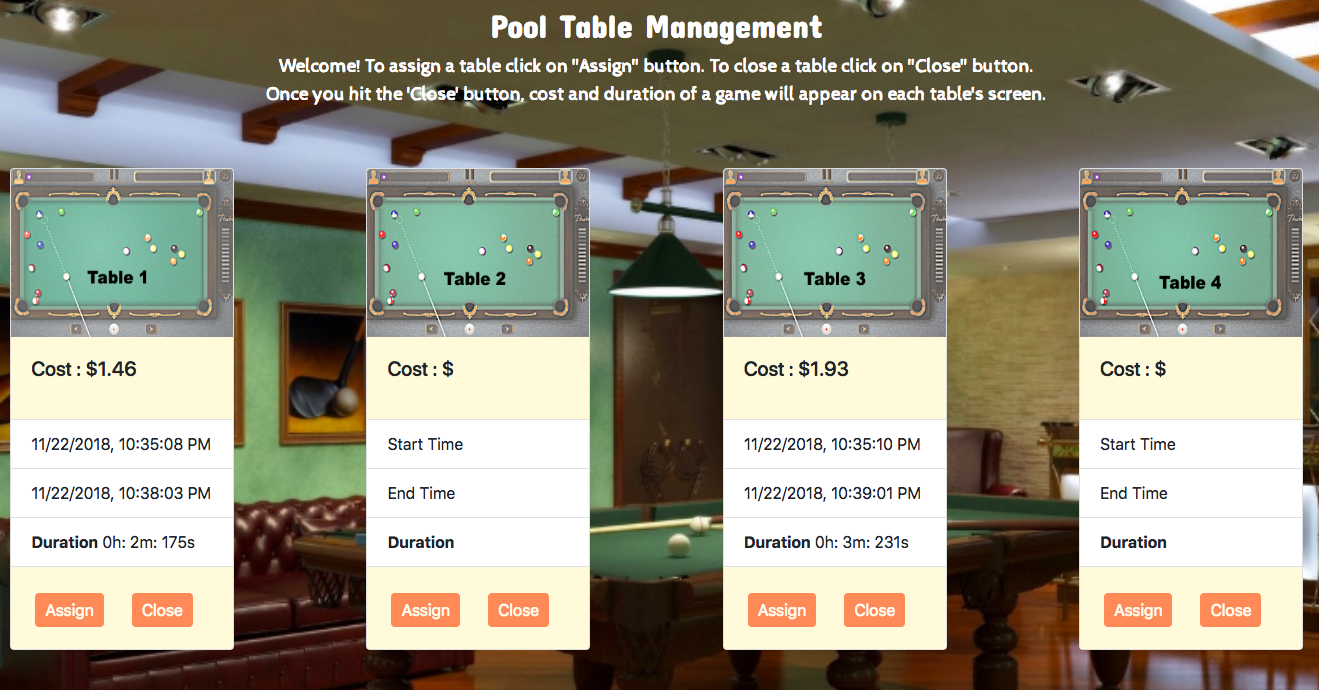 Pool Table Management
Welcome! To assign a table click on "Assign" button. To close a table click on "Close" button.
Once you hit the 'Close' button, cost and duration of a game will appear on each table's screen.
Table 1
Cost : $1.46
11/22/2018, 10:35:08 PM
11/22/2018, 10:38:03 PM
Duration 0h: 2m: 175s
Assign Close
Table 2
Cost : $
Start Time
End Time
Duration
Assign Close
Table 3
Cost : $1.93
11/22/2018, 10:35:10 PM
11/22/2018, 10:39:01 PM
Duration 0h: 3m: 231s
Assign Close
Table 4
Cost : $
Start Time
End Time
Duration
Assign Close